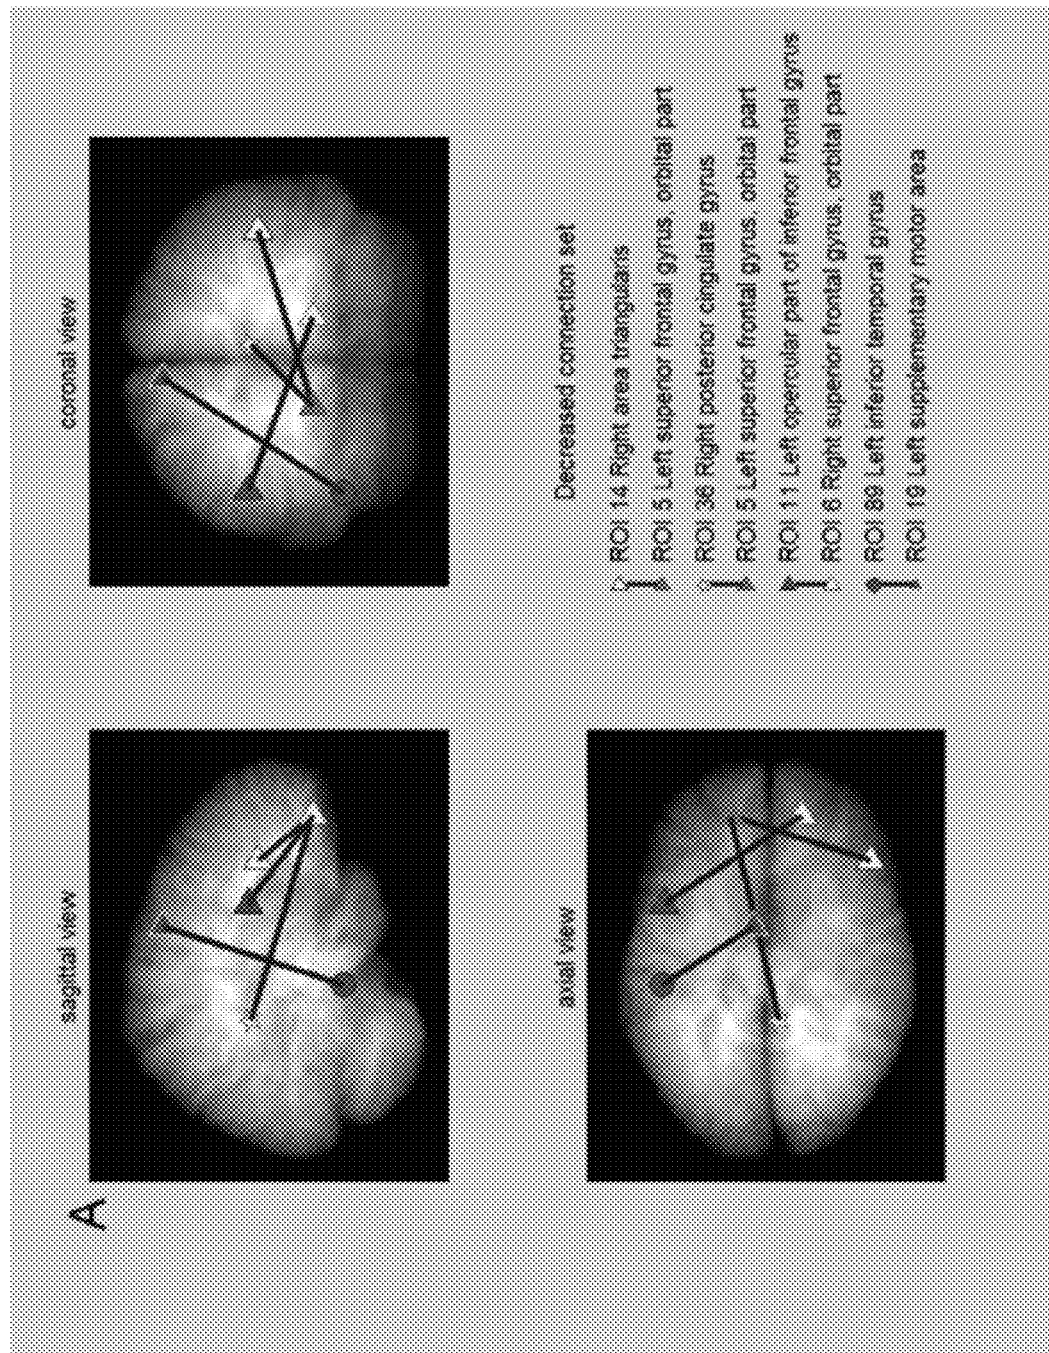 A
sagittal view
coronal view
axial view
Decreased connection set
ROI 14 Right area triangularis
ROI 5 Left superior frontal gyrus, orbital part
ROI 36 Right posterior cingulate gyrus
ROI 5 Left superior frontal gyrus, orbital part
ROI 11 Left opercular part of inferior frontal gyrus
ROI 6 Right superior frontal gyrus, orbital part
ROI 89 Left inferior temporal gyrus
ROI 19 Left supplementary motor area